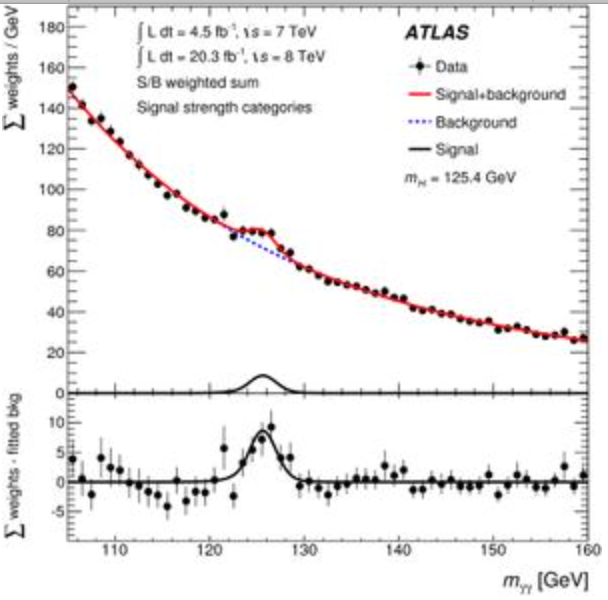 ∑ weights / GeV
180
160
140
120
100
80
60
40
20
0
∫ L dt = 4.5 fb⁻¹, √s = 7 TeV
∫ L dt = 20.3 fb⁻¹, √s = 8 TeV
S/B weighted sum
Signal strength categories
ATLAS
Data
Signal+background
Background
Signal
m_H = 125.4 GeV
∑ weights - fitted bkg
10
5
0
-5
110 120 130 140 150 160
m_γγ [GeV]